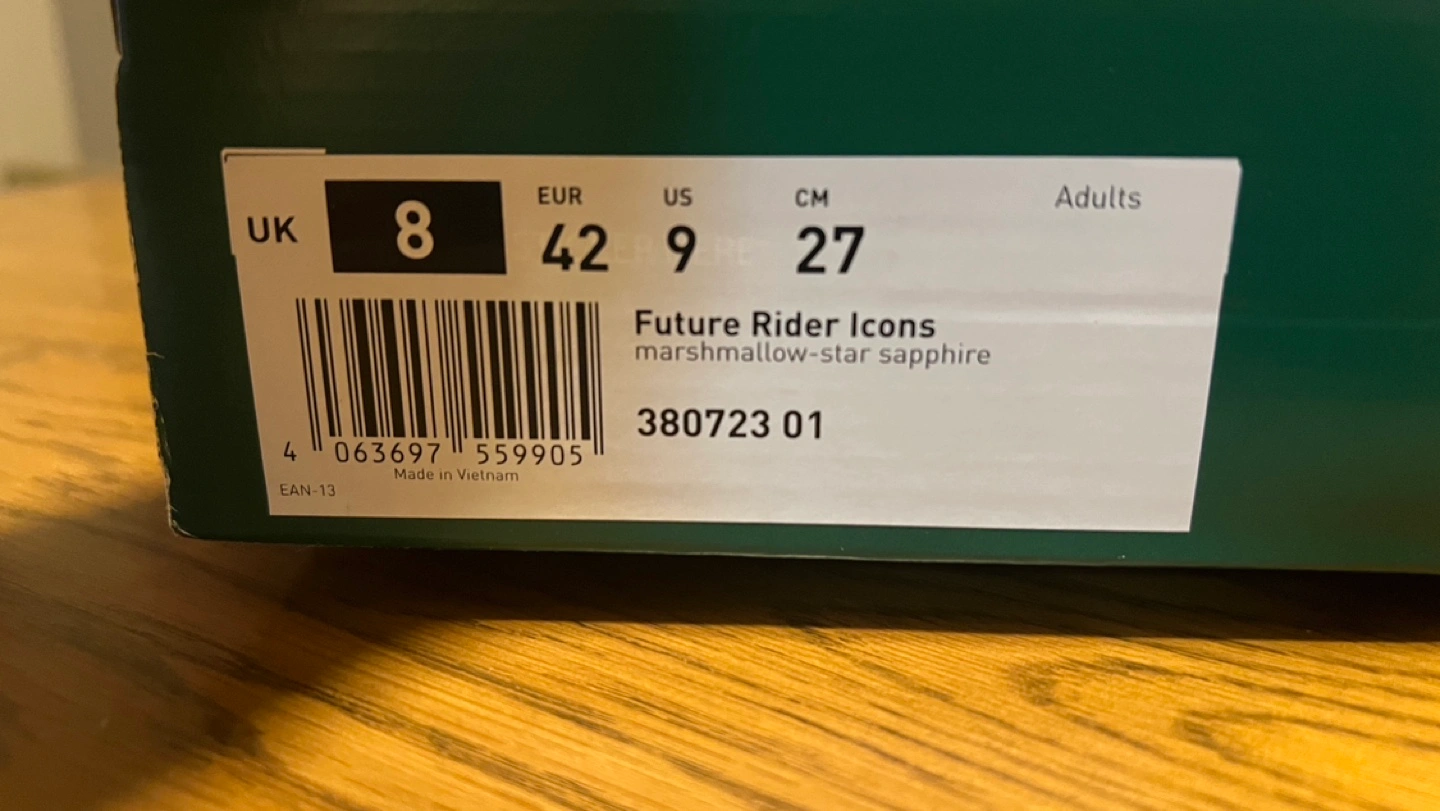 UK 8 EUR 42 US 9 CM 27 Adults
Future Rider Icons
marshmallow-star sapphire
380723 01
4 063697 559905
Made in Vietnam
EAN-13